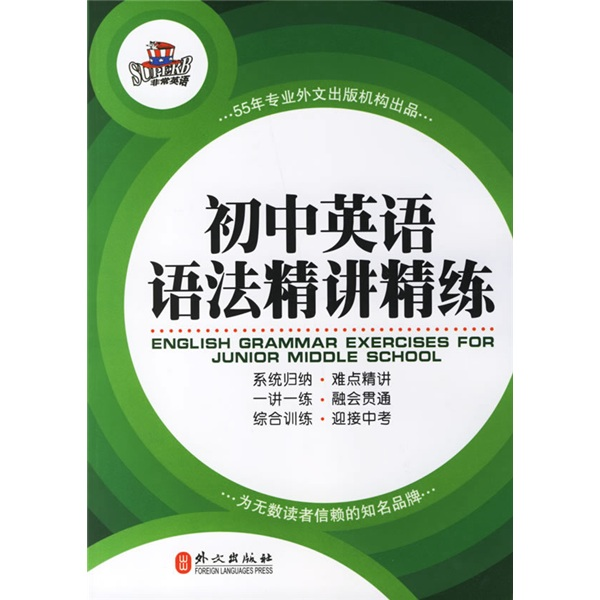 SUPERB
非常英语
…55年专业外文出版机构出品…
初中英语
语法精讲精练
ENGLISH GRAMMAR EXERCISES FOR
JUNIOR MIDDLE SCHOOL
系统归纳·难点精讲
一讲一练·融会贯通
综合训练·迎接中考
…为无数读者信赖的知名品牌…
外文出版社
FOREIGN LANGUAGES PRESS